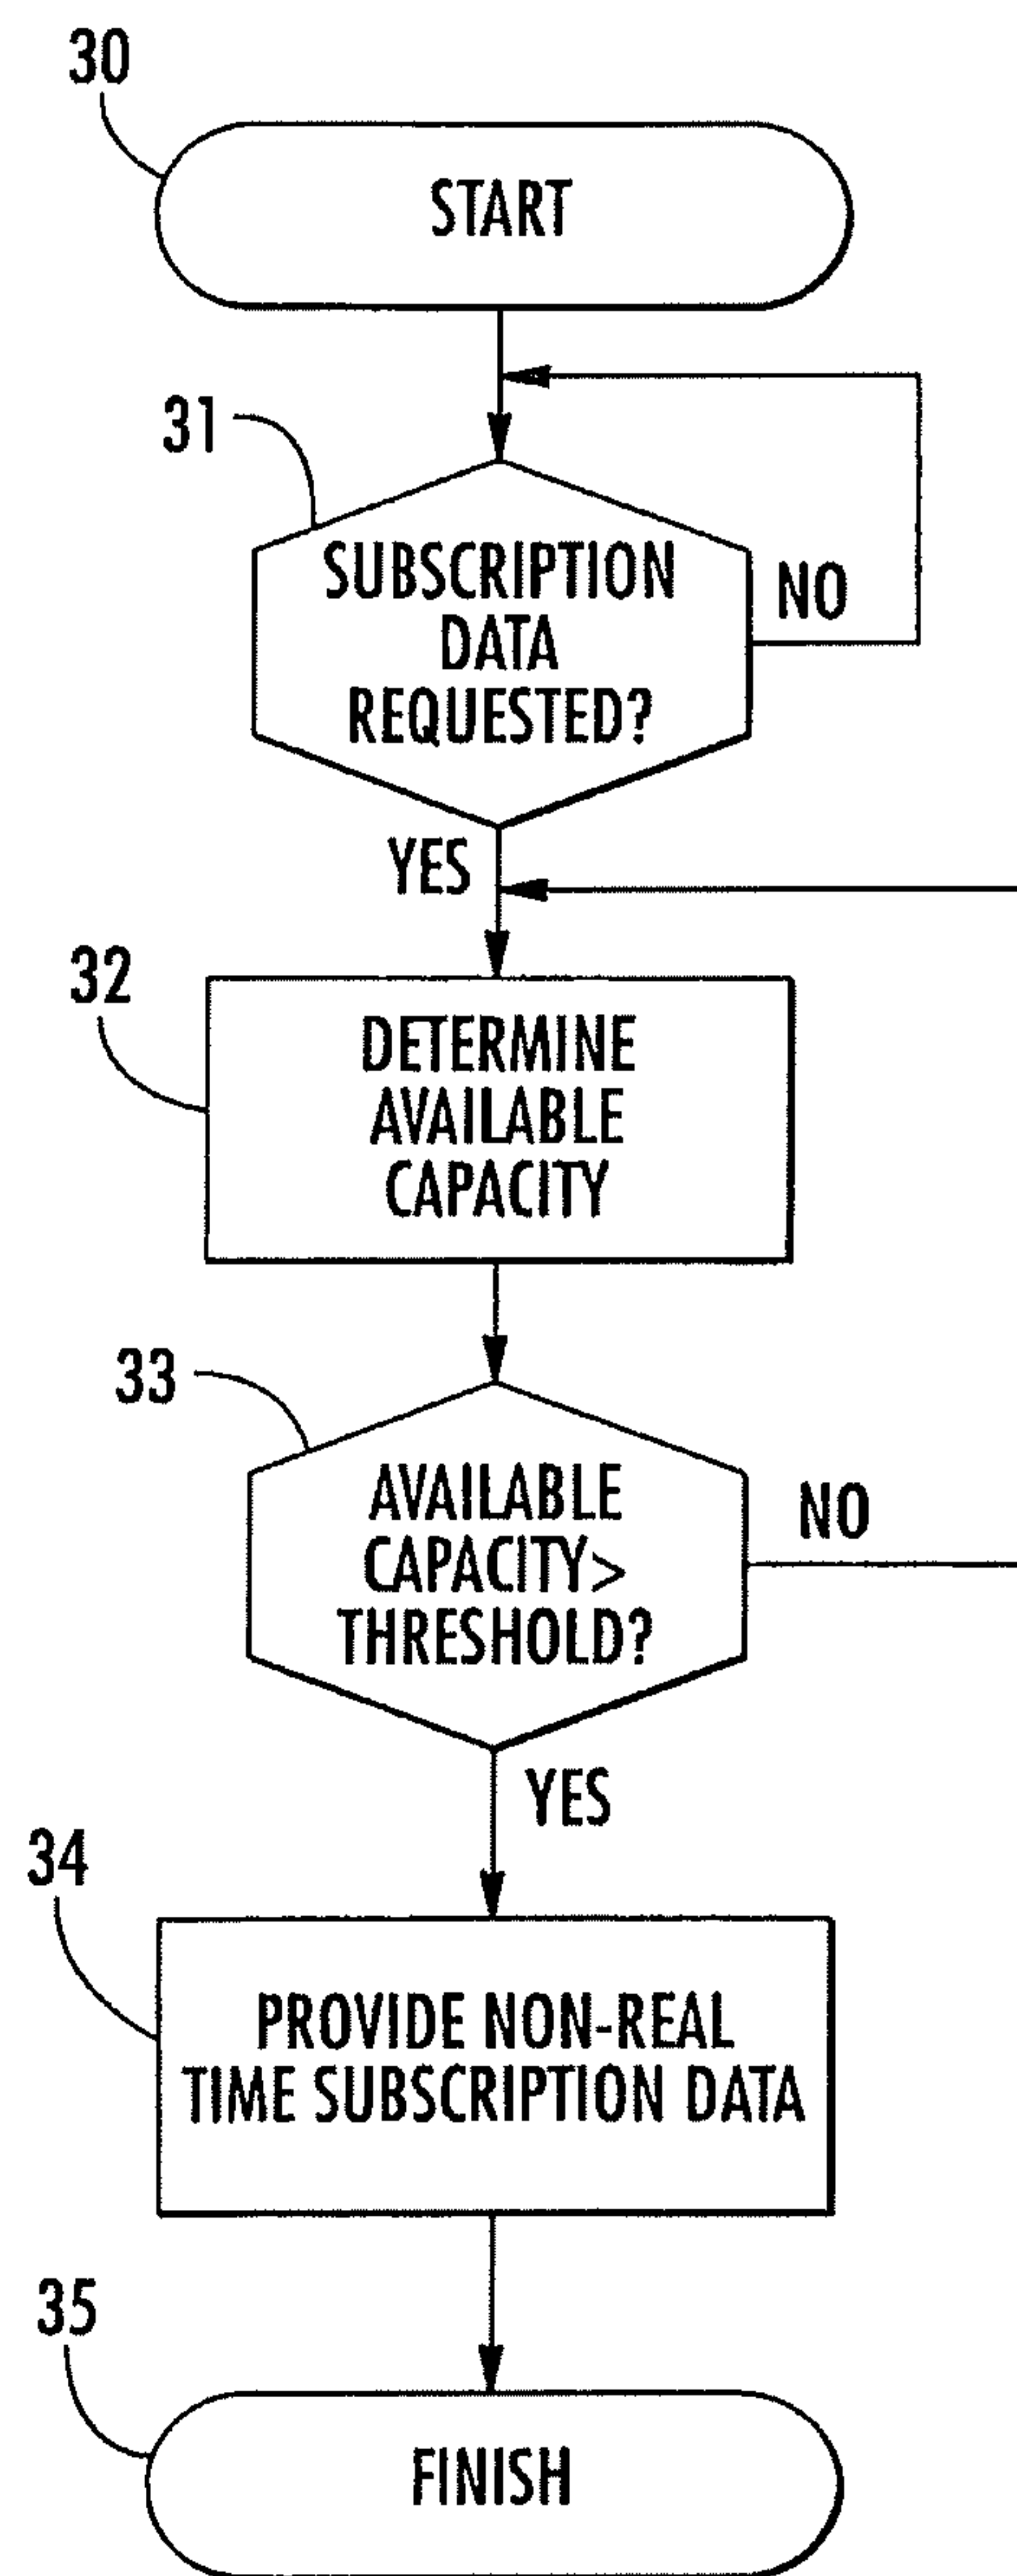 30
START
31
SUBSCRIPTION
DATA
REQUESTED?
NO
YES
32
DETERMINE
AVAILABLE
CAPACITY
33
AVAILABLE
CAPACITY>
THRESHOLD?
NO
YES
34
PROVIDE NON-REAL
TIME SUBSCRIPTION DATA
35
FINISH